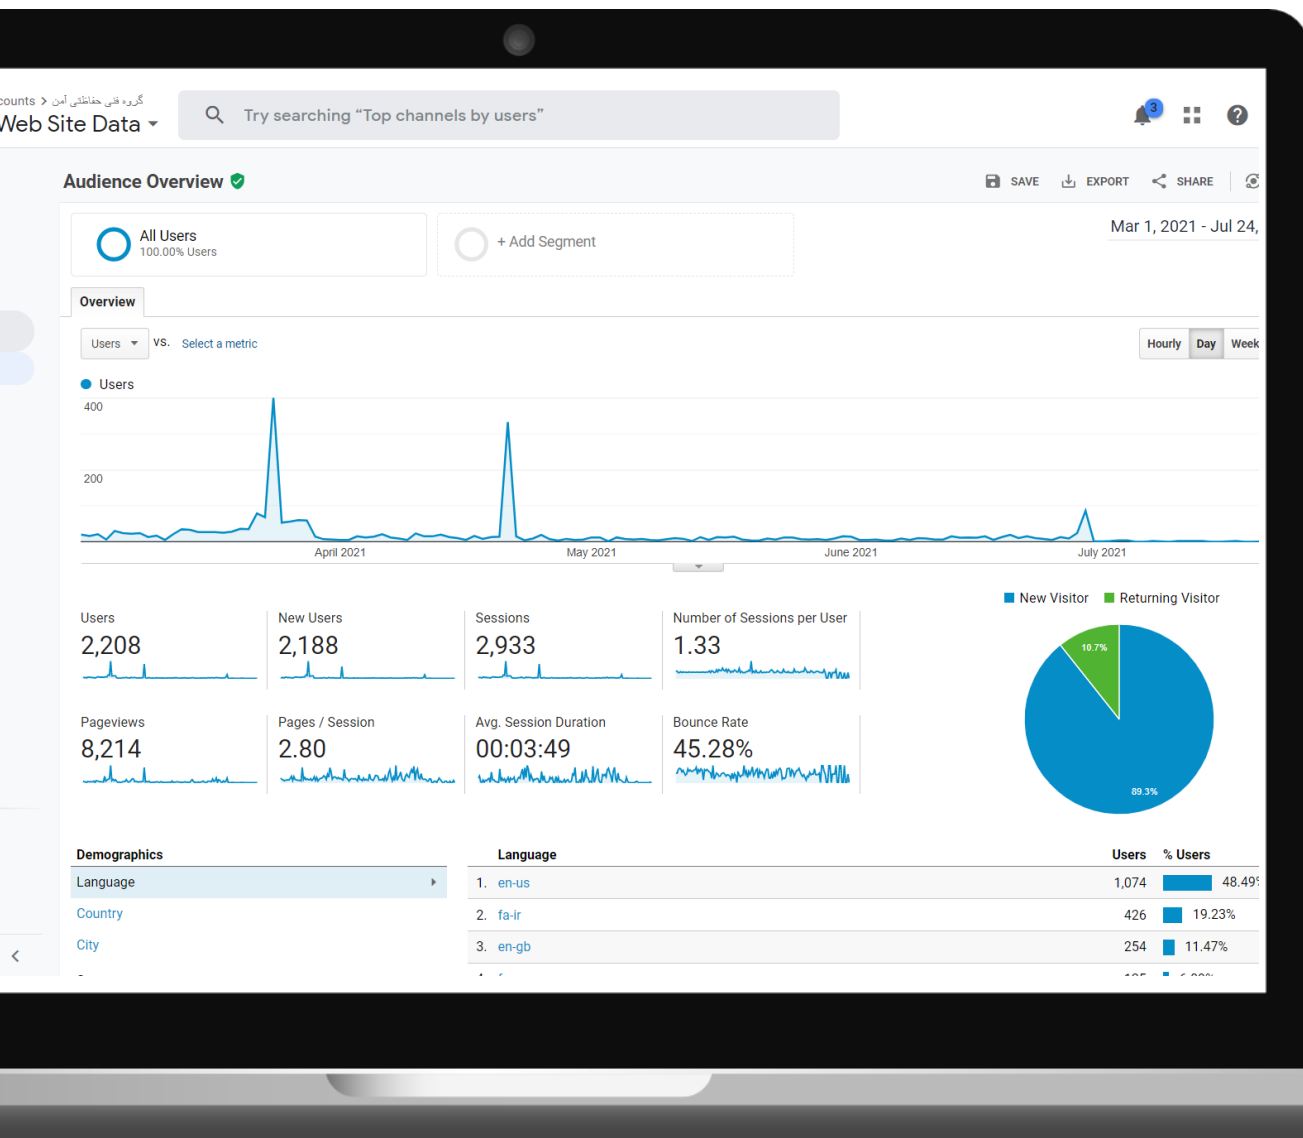 counts > گروه فنی حفاظتی آمن
Web Site Data
Try searching “Top channels by users”
3
Audience Overview
SAVE
EXPORT
SHARE
All Users
100.00% Users
+ Add Segment
Mar 1, 2021 - Jul 24,
Overview
Users
VS.
Select a metric
Hourly
Day
Week
Users
400
200
April 2021
May 2021
June 2021
July 2021
New Visitor
Returning Visitor
Users
2,208
New Users
2,188
Sessions
2,933
Number of Sessions per User
1.33
10.7%
89.3%
Pageviews
8,214
Pages / Session
2.80
Avg. Session Duration
00:03:49
Bounce Rate
45.28%
Demographics
Language
Country
City
Language Users % Users
1. en-us 1,074 48.49%
2. fa-ir 426 19.23%
3. en-gb 254 11.47%